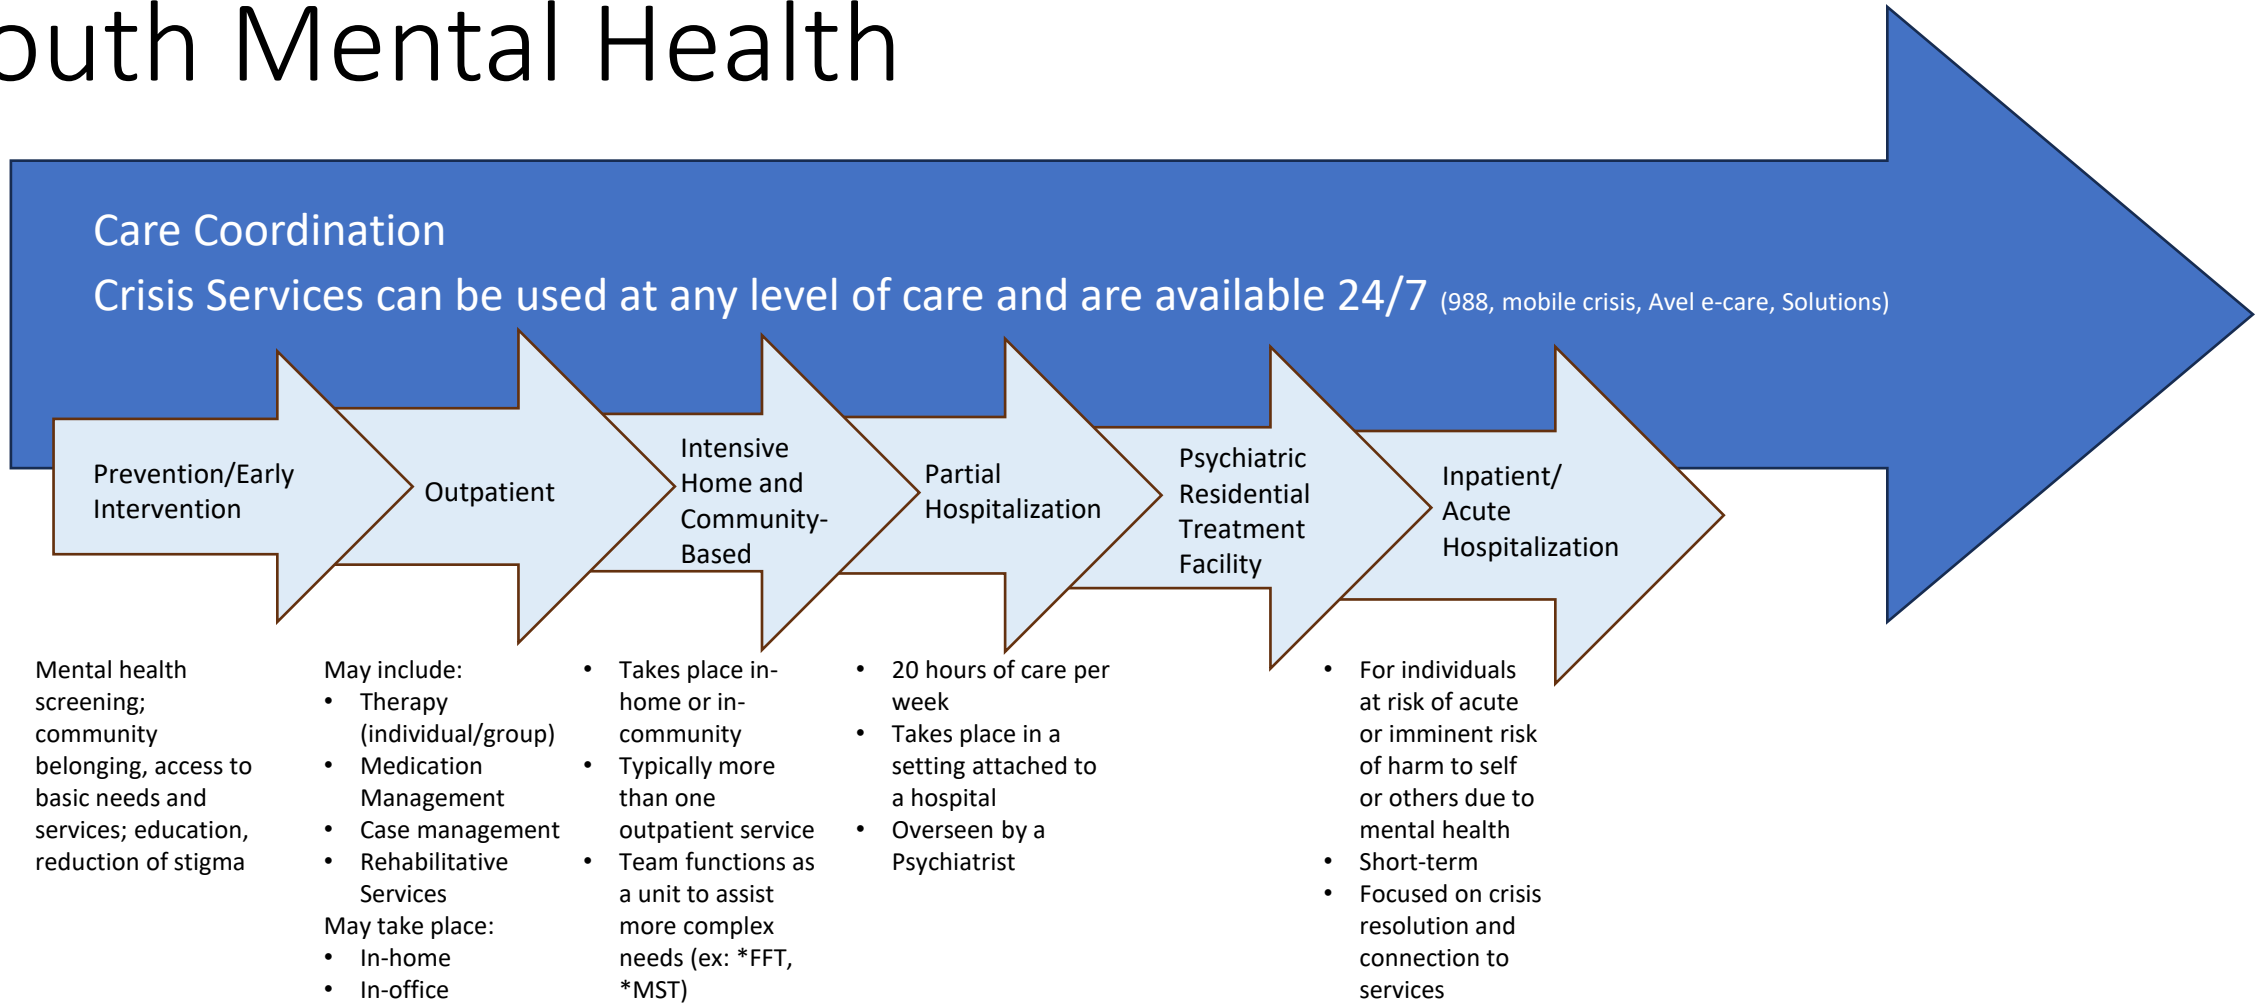 outh Mental Health
Care Coordination
Crisis Services can be used at any level of care and are available 24/7 (988, mobile crisis, Avel e-care, Solutions)
Prevention/Early
Intervention
Outpatient
Intensive
Home and
Community-
Based
Partial
Hospitalization
Psychiatric
Residential
Treatment
Facility
Inpatient/
Acute
Hospitalization
Mental health
screening;
community
belonging, access to
basic needs and
services; education,
reduction of stigma
May include:
• Therapy
(individual/group)
• Medication
Management
• Case management
• Rehabilitative
Services
May take place:
• In-home
• In-office
• Takes place in-
home or in-
community
• Typically more
than one
outpatient service
• Team functions as
a unit to assist
more complex
needs (ex: *FFT,
*MST)
• 20 hours of care per
week
• Takes place in a
setting attached to
a hospital
• Overseen by a
Psychiatrist
• For individuals
at risk of acute
or imminent risk
of harm to self
or others due to
mental health
• Short-term
• Focused on crisis
resolution and
connection to
services